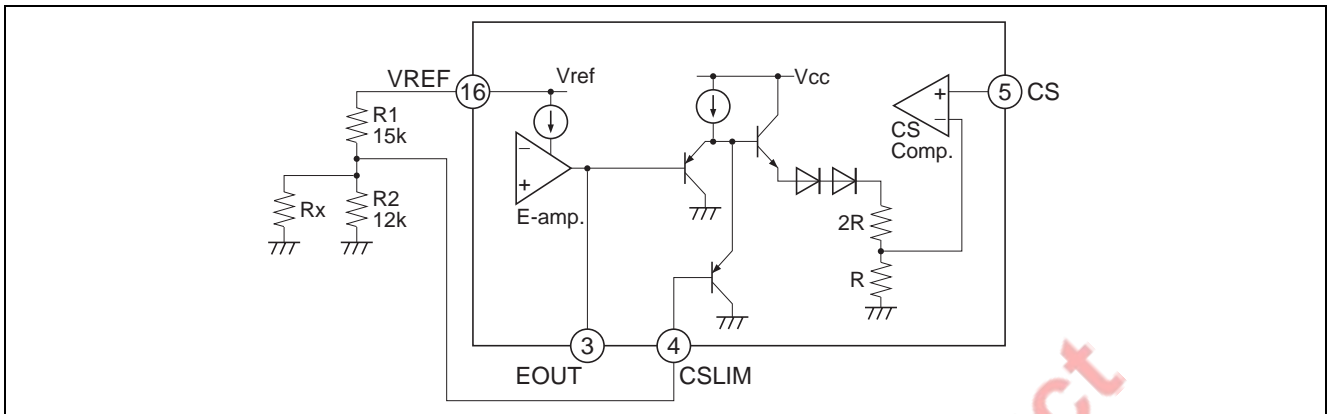 VREF
16
Vref
R1
15k
Rx
R2
12k
−
+
E-amp.
Vcc
+
−
CS
Comp.
5
CS
2R
R
3
EOUT
4
CSLIM
ct